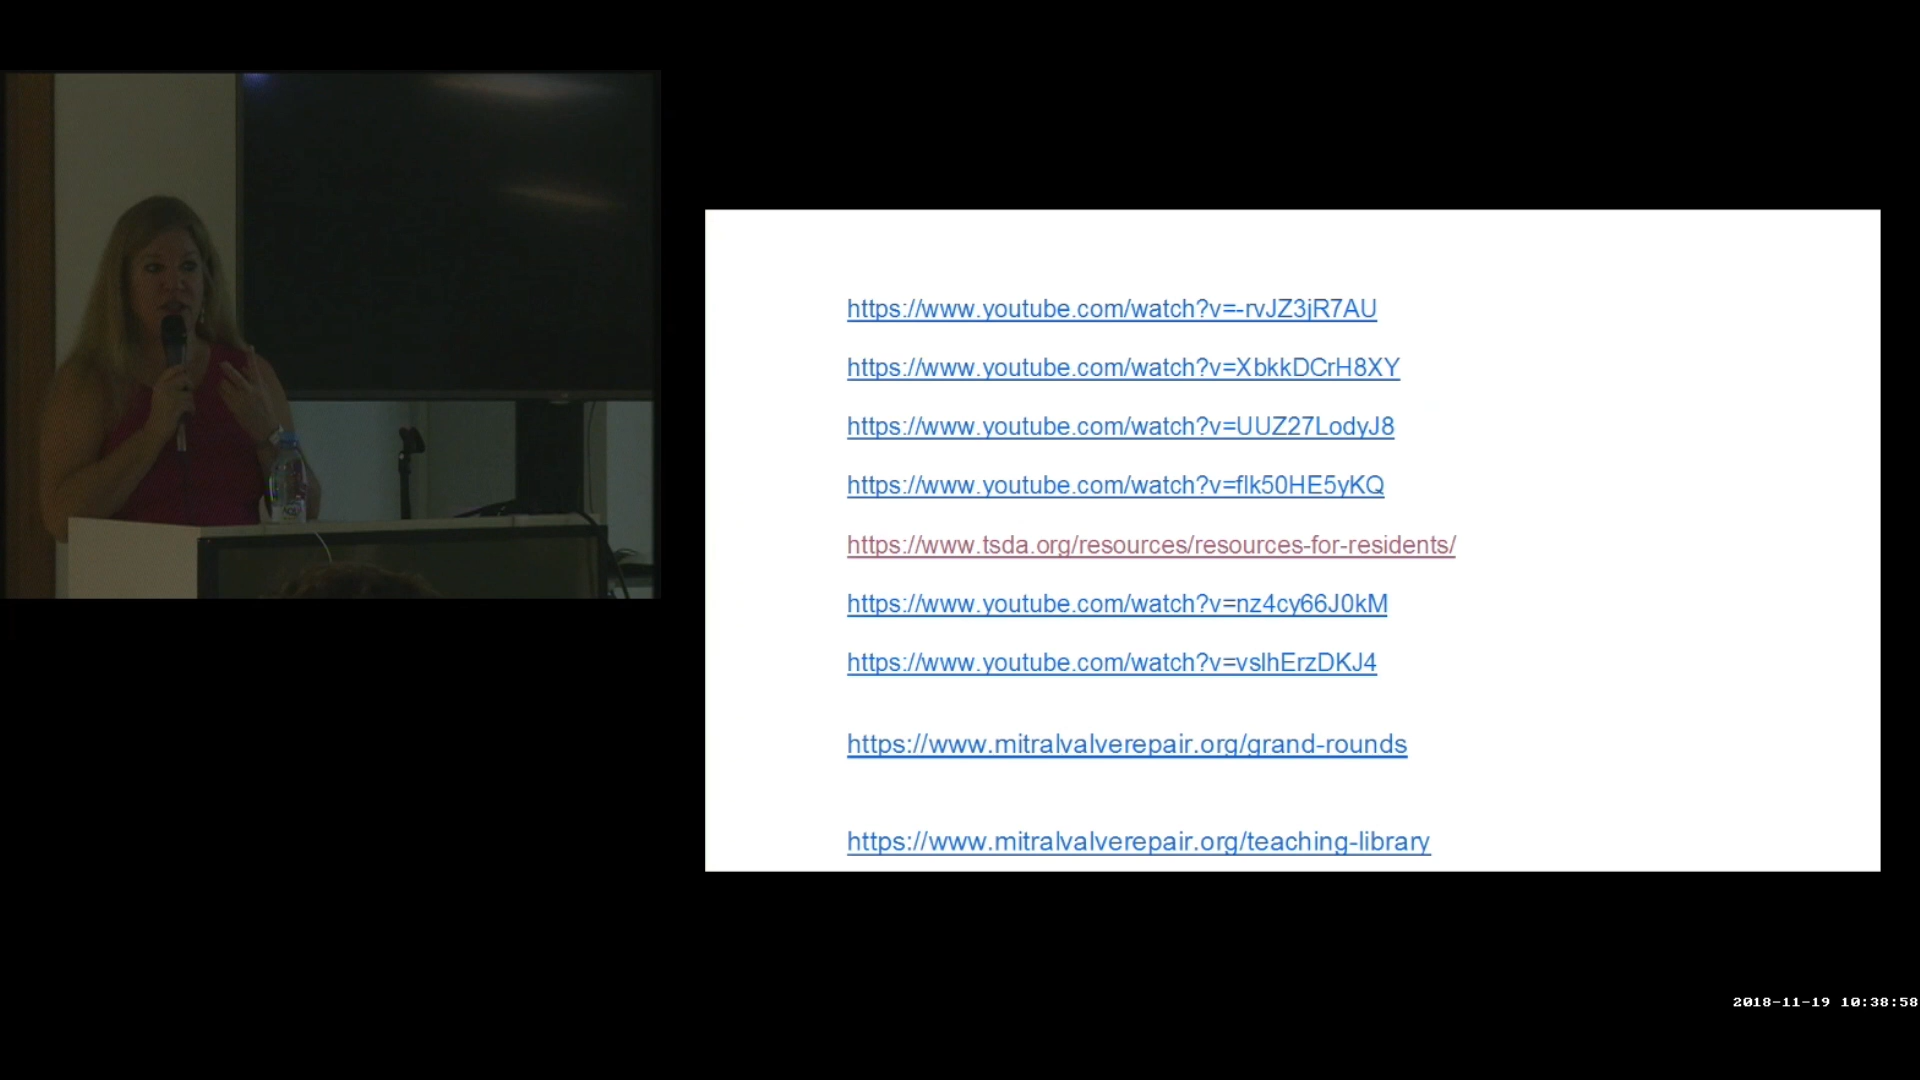 https://www.youtube.com/watch?v=-rvJZ3jR7AU
https://www.youtube.com/watch?v=XbkkDCrH8XY
https://www.youtube.com/watch?v=UUZ27LodyJ8
https://www.youtube.com/watch?v=flk50HE5yKQ
https://www.tsda.org/resources/resources-for-residents/
https://www.youtube.com/watch?v=nz4cy66J0kM
https://www.youtube.com/watch?v=vslhErzDKJ4
https://www.mitralvalverepair.org/grand-rounds
https://www.mitralvalverepair.org/teaching-library
2018-11-19 10:38:58